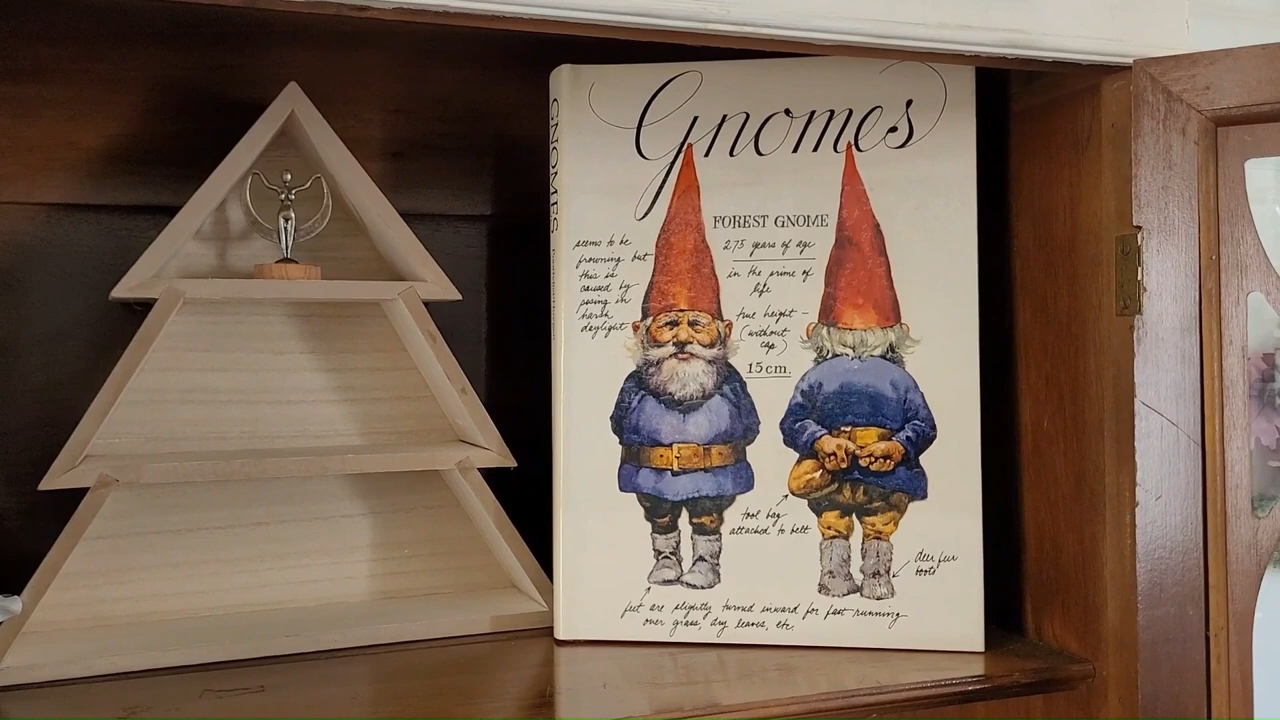 Gnomes
GNOMES
FOREST GNOME
275 years of age
in the prime of
life
true height –
(without
cap)
15 cm.
seems to be
frowning but
this is
caused by
posing in
harsh
daylight
tool bag
attached to belt
deer fur
boots
feet are slightly turned inward for fast running
over grass, dry leaves, etc.